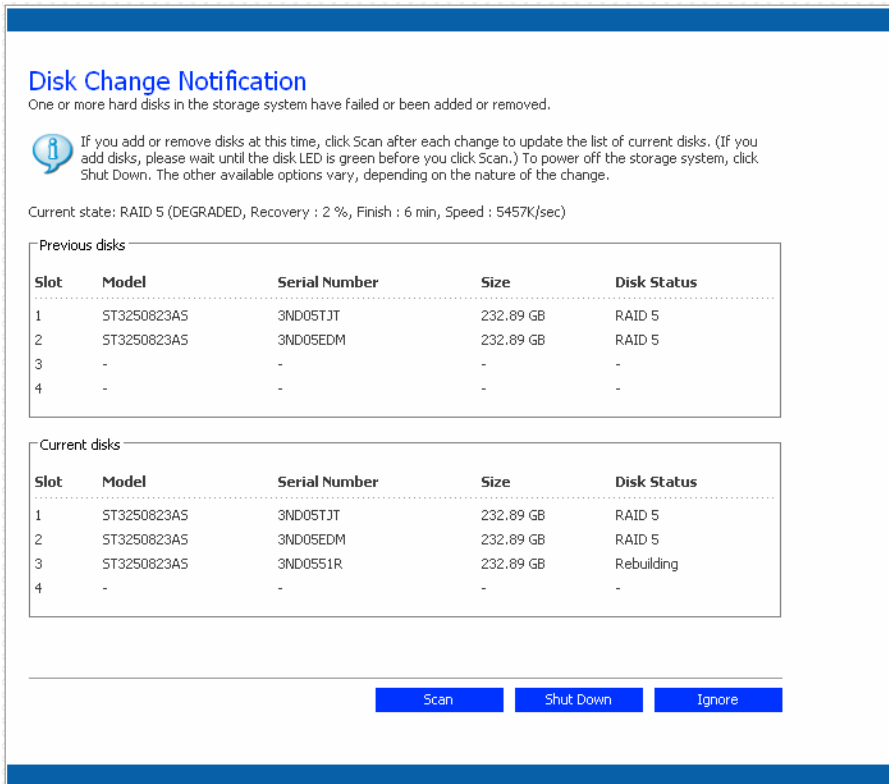 Disk Change Notification
One or more hard disks in the storage system have failed or been added or removed.
If you add or remove disks at this time, click Scan after each change to update the list of current disks. (If you
add disks, please wait until the disk LED is green before you click Scan.) To power off the storage system, click
Shut Down. The other available options vary, depending on the nature of the change.
Current state: RAID 5 (DEGRADED, Recovery : 2 %, Finish : 6 min, Speed : 5457K/sec)
Previous disks
Slot Model Serial Number Size Disk Status
1 ST3250823AS 3ND05TJT 232.89 GB RAID 5
2 ST3250823AS 3ND05EDM 232.89 GB RAID 5
3 - - - -
4 - - - -
Current disks
Slot Model Serial Number Size Disk Status
1 ST3250823AS 3ND05TJT 232.89 GB RAID 5
2 ST3250823AS 3ND05EDM 232.89 GB RAID 5
3 ST3250823AS 3ND0551R 232.89 GB Rebuilding
4 - - - -
Scan Shut Down Ignore